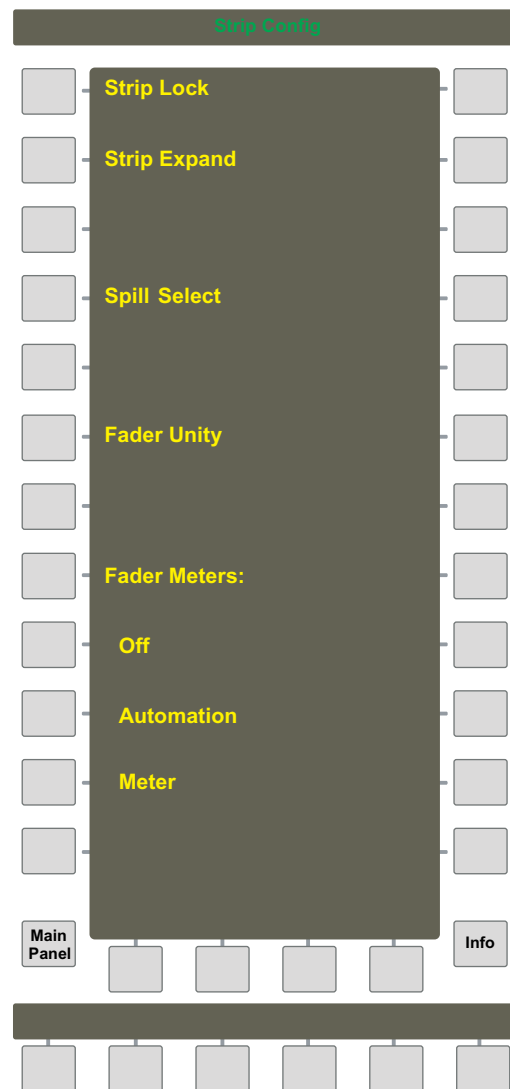 Strip Config
Strip Lock
Strip Expand
Spill Select
Fader Unity
Fader Meters:
Off
Automation
Meter
Main
Panel
Info